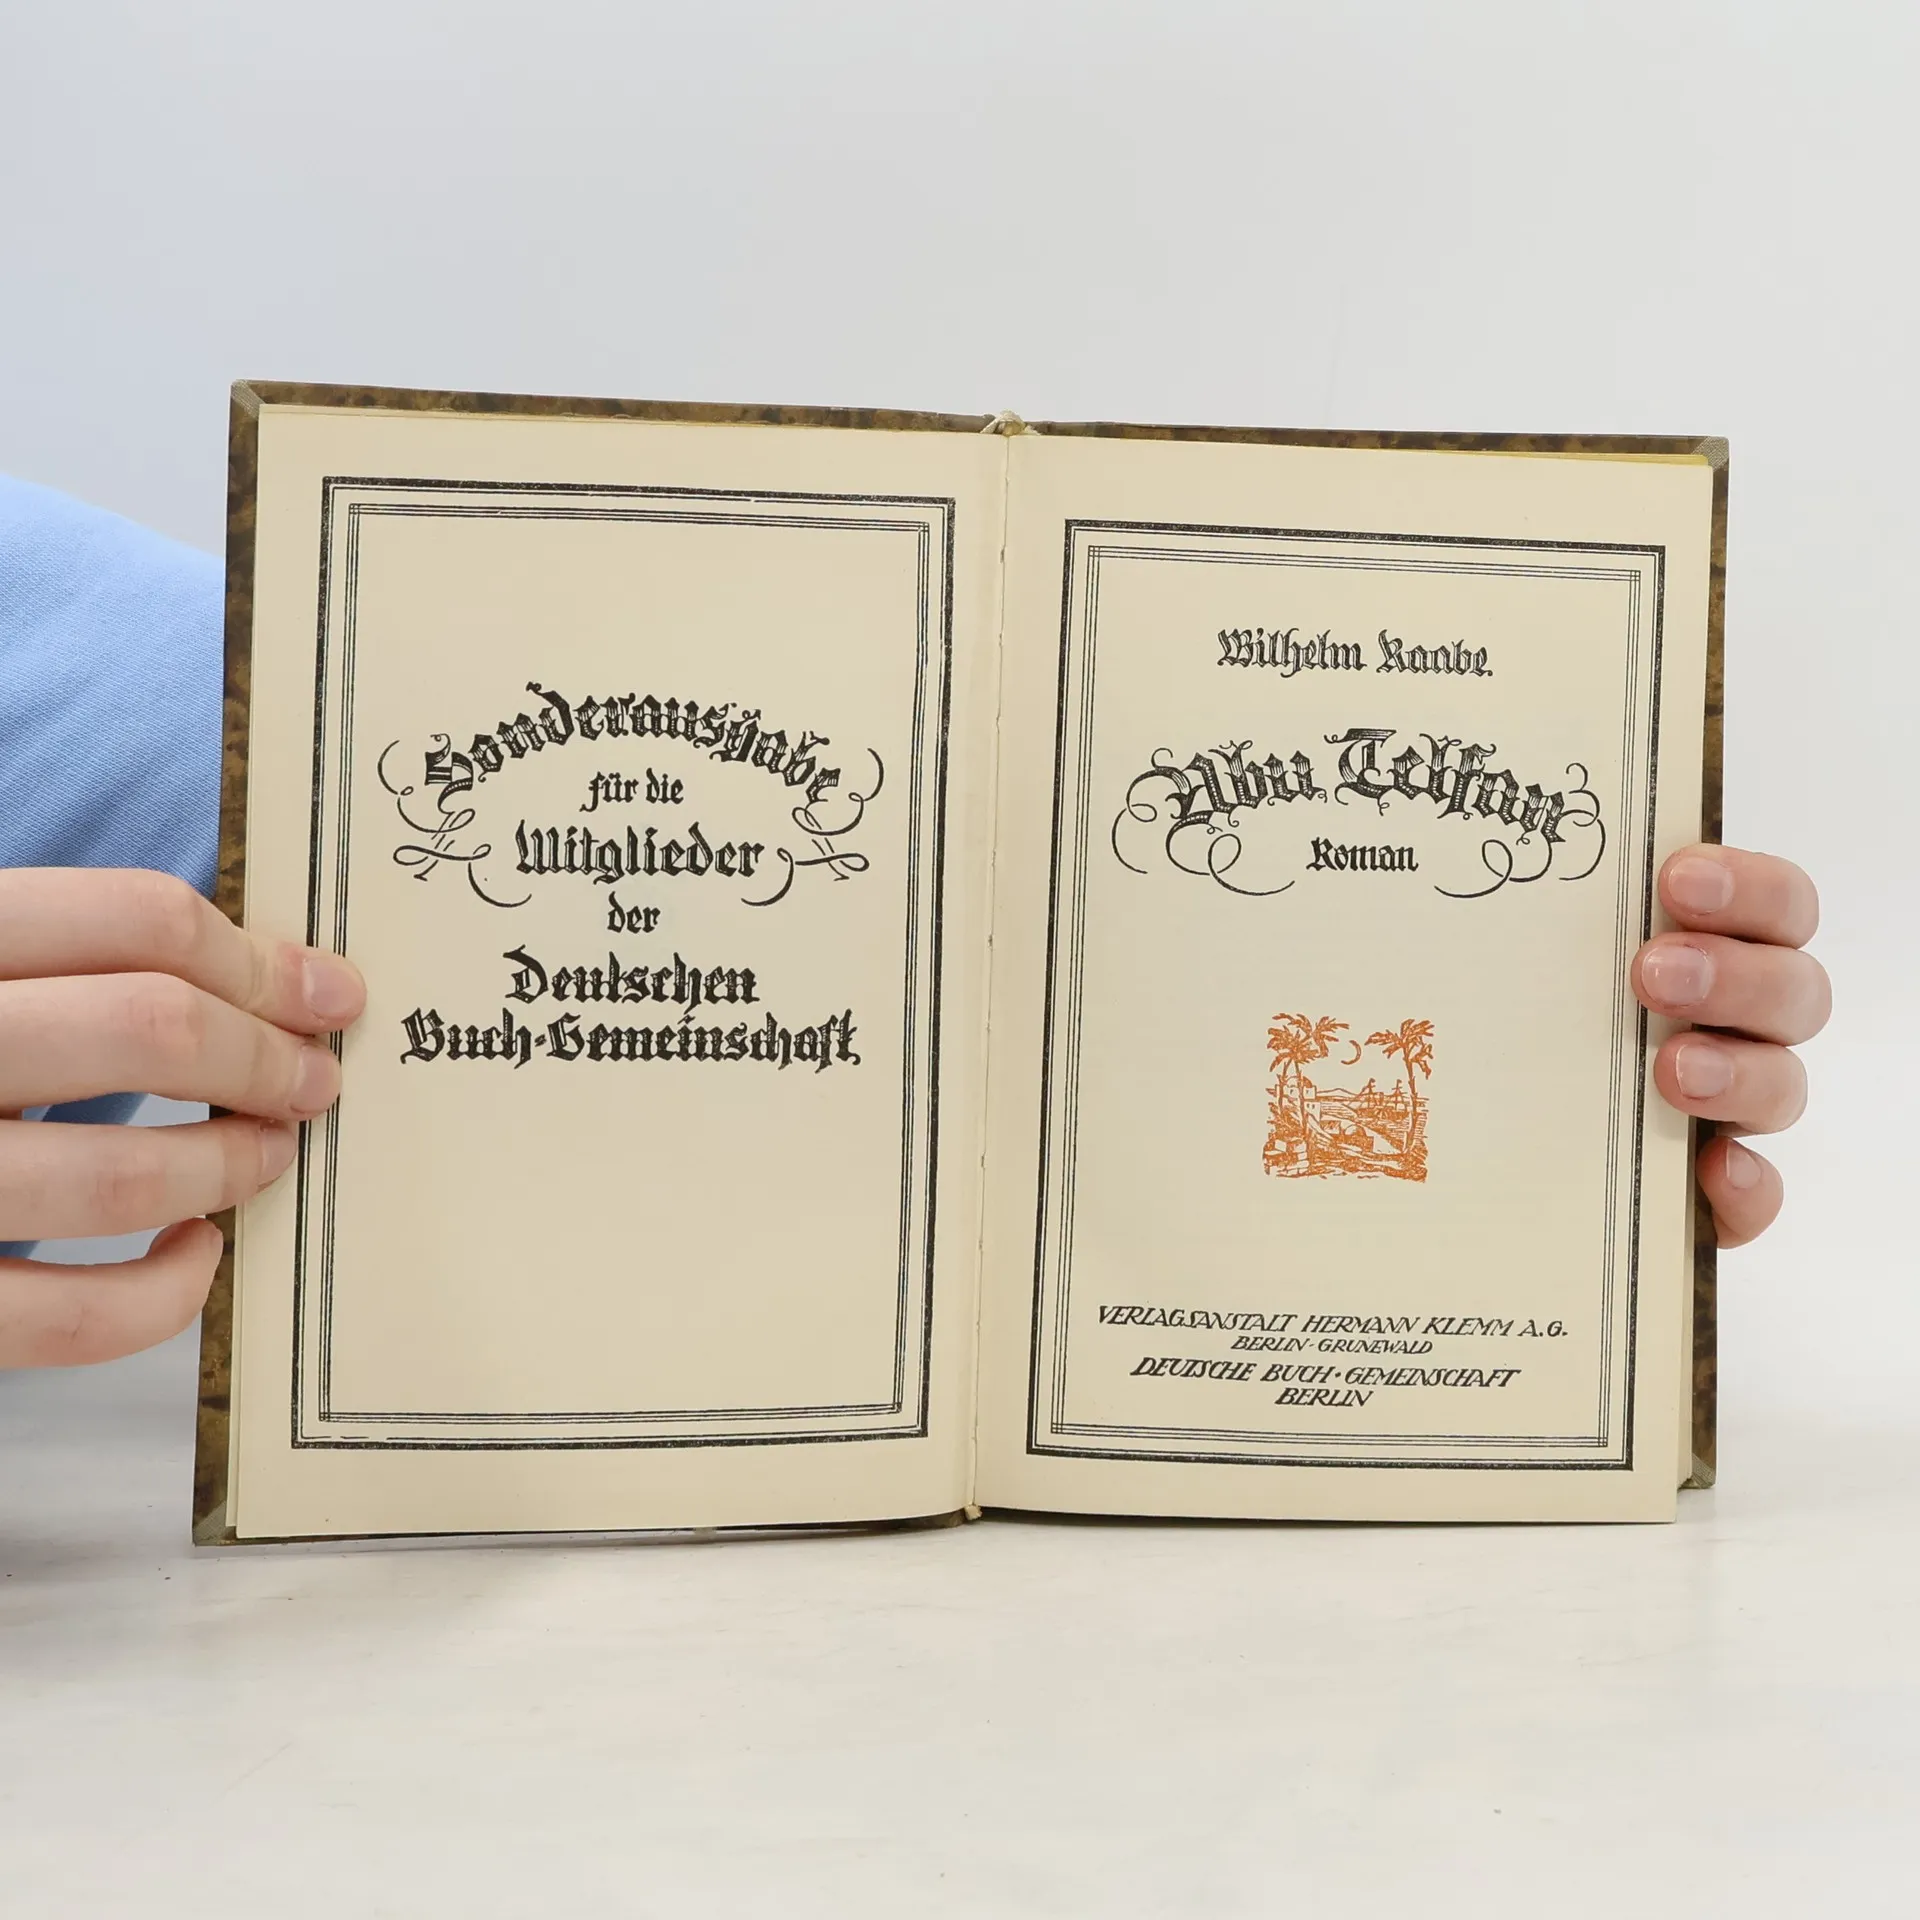 Sonderausgabe
für die
Mitglieder
der
Deutschen
Buch-Gemeinschaft
Wilhelm Raabe
Abu Telfan
Roman
VERLAGSANSTALT HERMANN KLEMM A.G.
BERLIN-GRUNEWALD
DEUTSCHE BUCH-GEMEINSCHAFT
BERLIN